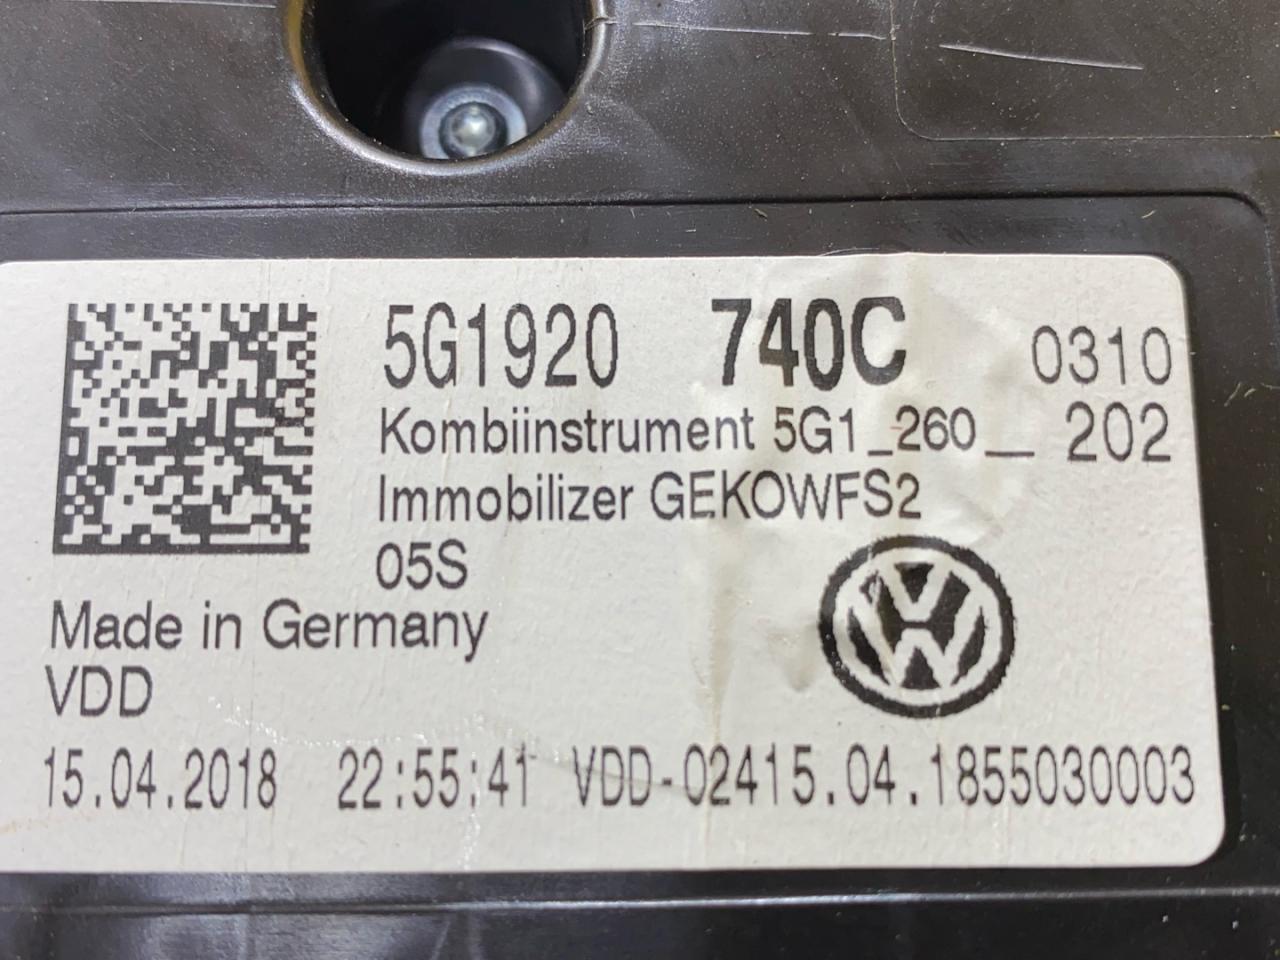 5G1920 740C 0310
Kombiinstrument 5G1_260__ 202
Immobilizer GEKOWFS2
05S
Made in Germany
VDD
15.04.2018 22:55:41 VDD-02415.04.1855030003